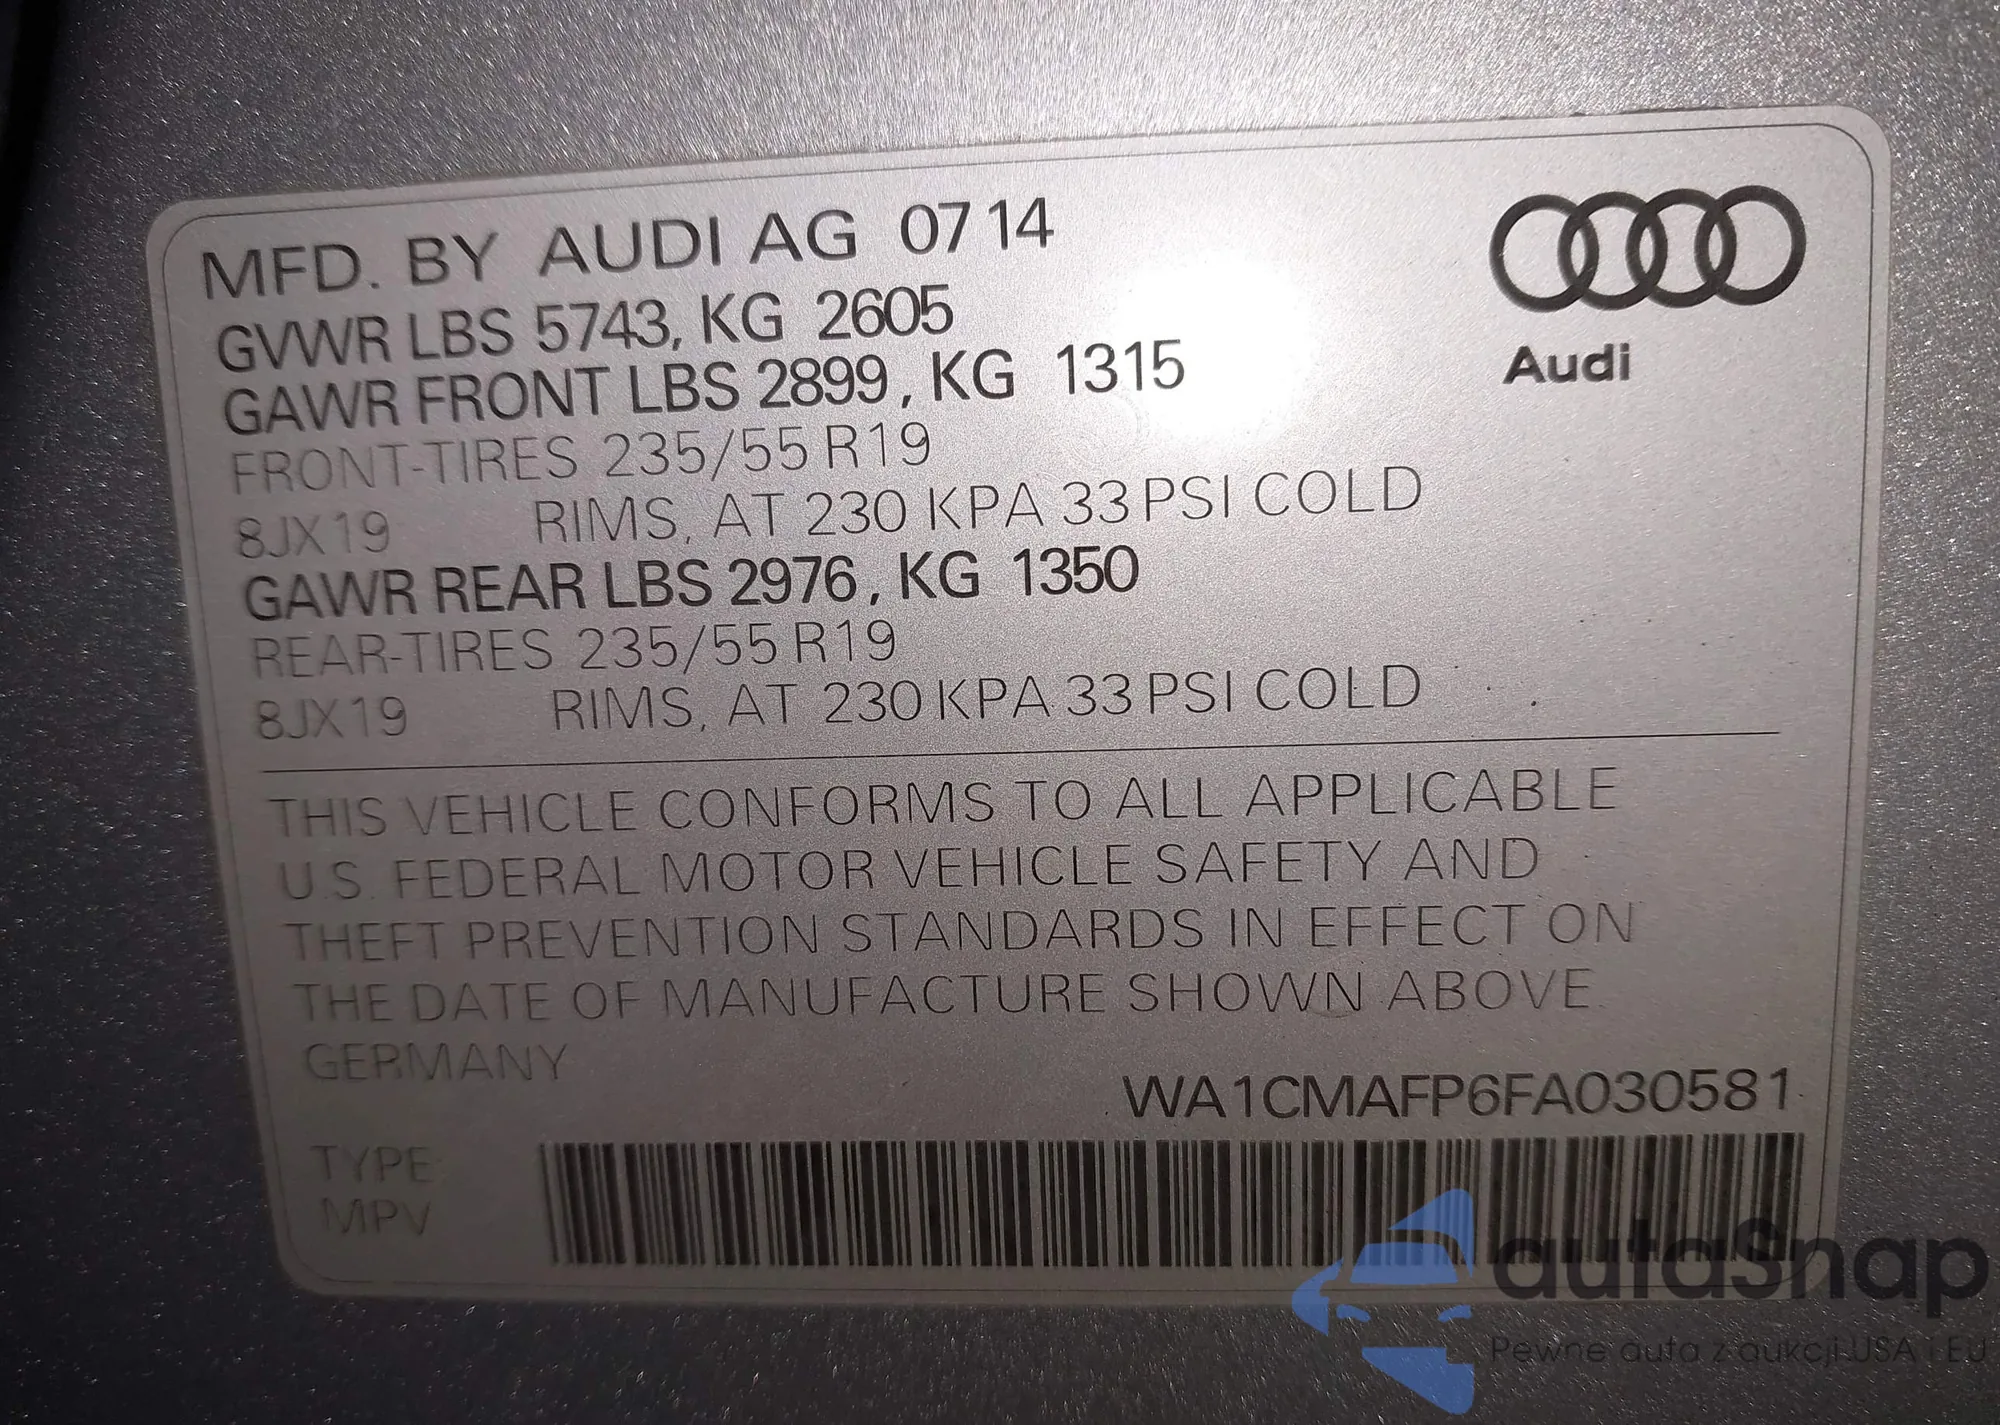 MFD. BY AUDI AG 07 14
GVWR LBS 5743, KG 2605
GAWR FRONT LBS 2899, KG 1315
FRONT-TIRES 235/55 R19
8JX19 RIMS, AT 230 KPA 33 PSI COLD
GAWR REAR LBS 2976, KG 1350
REAR-TIRES 235/55 R19
8JX19 RIMS, AT 230 KPA 33 PSI COLD
Audi
THIS VEHICLE CONFORMS TO ALL APPLICABLE
U.S. FEDERAL MOTOR VEHICLE SAFETY AND
THEFT PREVENTION STANDARDS IN EFFECT ON
THE DATE OF MANUFACTURE SHOWN ABOVE.
GERMANY
WA1CMAFP6FA030581
TYPE:
MPV
autaSnap
Pewne auta z aukcji USA i EU